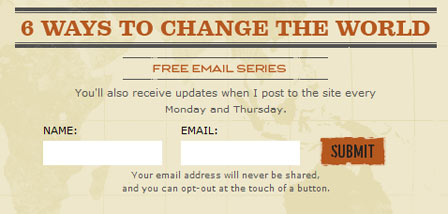 6 WAYS TO CHANGE THE WORLD
FREE EMAIL SERIES
You'll also receive updates when I post to the site every
Monday and Thursday.
NAME: EMAIL:
SUBMIT
Your email address will never be shared,
and you can opt-out at the touch of a button.